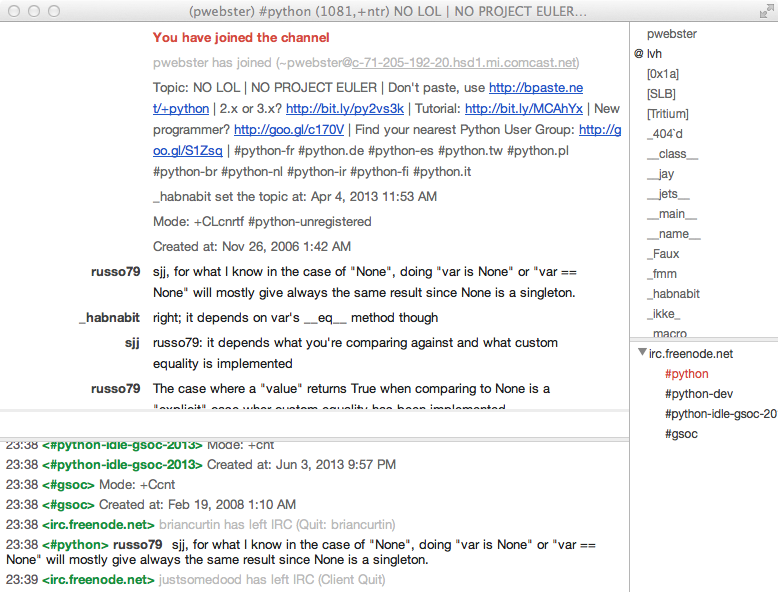 (pwebster) #python (1081,+ntr) NO LOL | NO PROJECT EULER…
You have joined the channel
pwebster has joined (~pwebster@c-71-205-192-20.hsd1.mi.comcast.net)
Topic: NO LOL | NO PROJECT EULER | Don't paste, use http://bpaste.ne
t/+python | 2.x or 3.x? http://bit.ly/py2vs3k | Tutorial: http://bit.ly/MCAhYx | New
programmer? http://goo.gl/c170V | Find your nearest Python User Group: http://g
oo.gl/S1Zsq | #python-fr #python.de #python-es #python.tw #python.pl
#python-br #python-nl #python-ir #python-fi #python.it
_habnabit set the topic at: Apr 4, 2013 11:53 AM
Mode: +CLcnrtf #python-unregistered
Created at: Nov 26, 2006 1:42 AM
russo79 sjj, for what I know in the case of "None", doing "var is None" or "var ==
None" will mostly give always the same result since None is a singleton.
_habnabit right; it depends on var's __eq__ method though
sjj russo79: it depends what you're comparing against and what custom
equality is implemented
russo79 The case where a "value" returns True when comparing to None is a
"explicit" case wher custom equality has been implemented
23:38 <#python-idle-gsoc-2013> Mode: +cnt
23:38 <#python-idle-gsoc-2013> Created at: Jun 3, 2013 9:57 PM
23:38 <#gsoc> Mode: +Ccnt
23:38 <#gsoc> Created at: Feb 19, 2008 1:10 AM
23:38 <irc.freenode.net> briancurtin has left IRC (Quit: briancurtin)
23:38 <#python> russo79 sjj, for what I know in the case of "None", doing "var is None" or "var ==
None" will mostly give always the same result since None is a singleton.
23:39 <irc.freenode.net> justsomedood has left IRC (Client Quit)
pwebster
@ lvh
[0x1a]
[SLB]
[Tritium]
_404`d
__class__
__jay
__jets__
__main__
__name__
_Faux
_fmm
_habnabit
_ikke_
_macro
irc.freenode.net
#python
#python-dev
#python-idle-gsoc-20
#gsoc